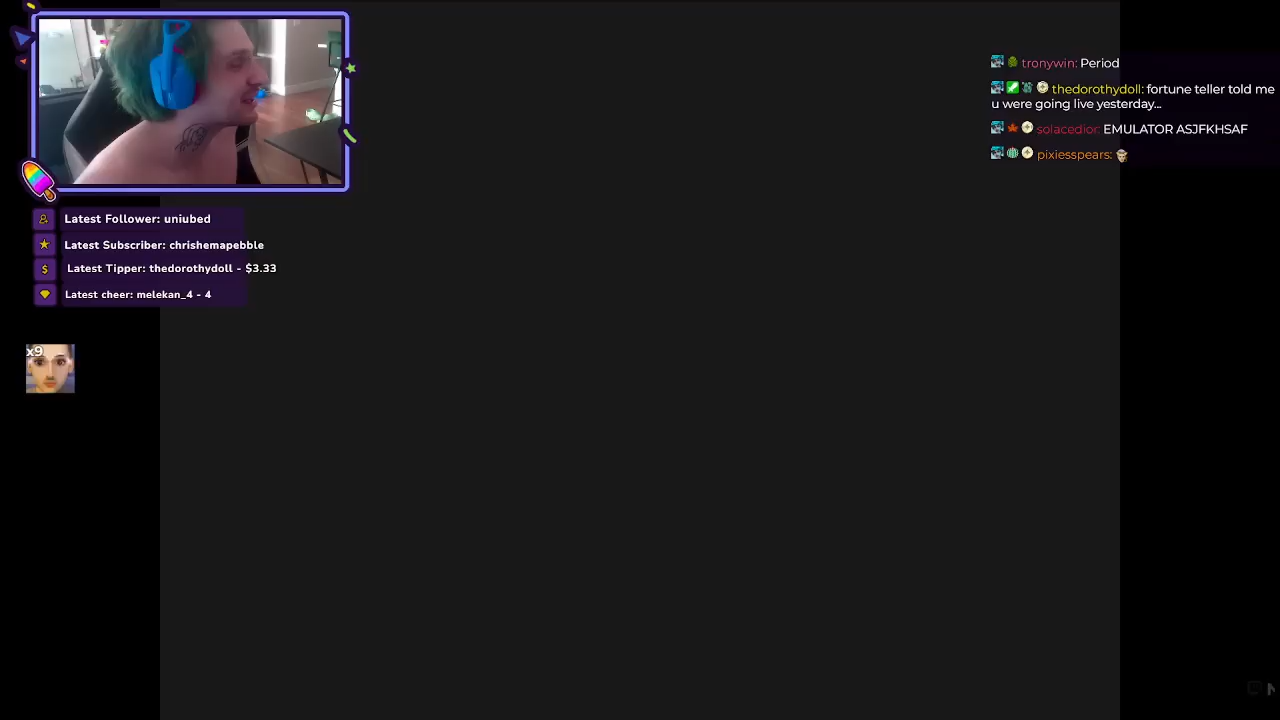 tronywin: Period
thedorothydoll: fortune teller told me
u were going live yesterday...
solacedior: EMULATOR ASJFKHSAF
pixiesspears:
Latest Follower: uniubed
Latest Subscriber: chrishemapebble
Latest Tipper: thedorothydoll - $3.33
Latest cheer: melekan_4 - 4
x9